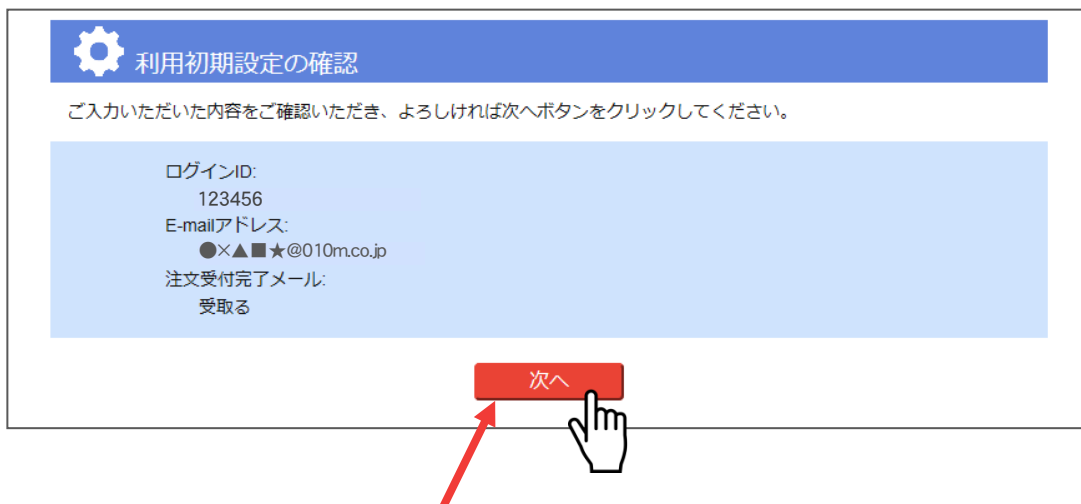 利用初期設定の確認
ご入力いただいた内容をご確認いただき、よろしければ次へボタンをクリックしてください。
ログインID:
123456
E-mailアドレス:
●×▲■★@010m.co.jp
注文受付完了メール:
受取る
次へ